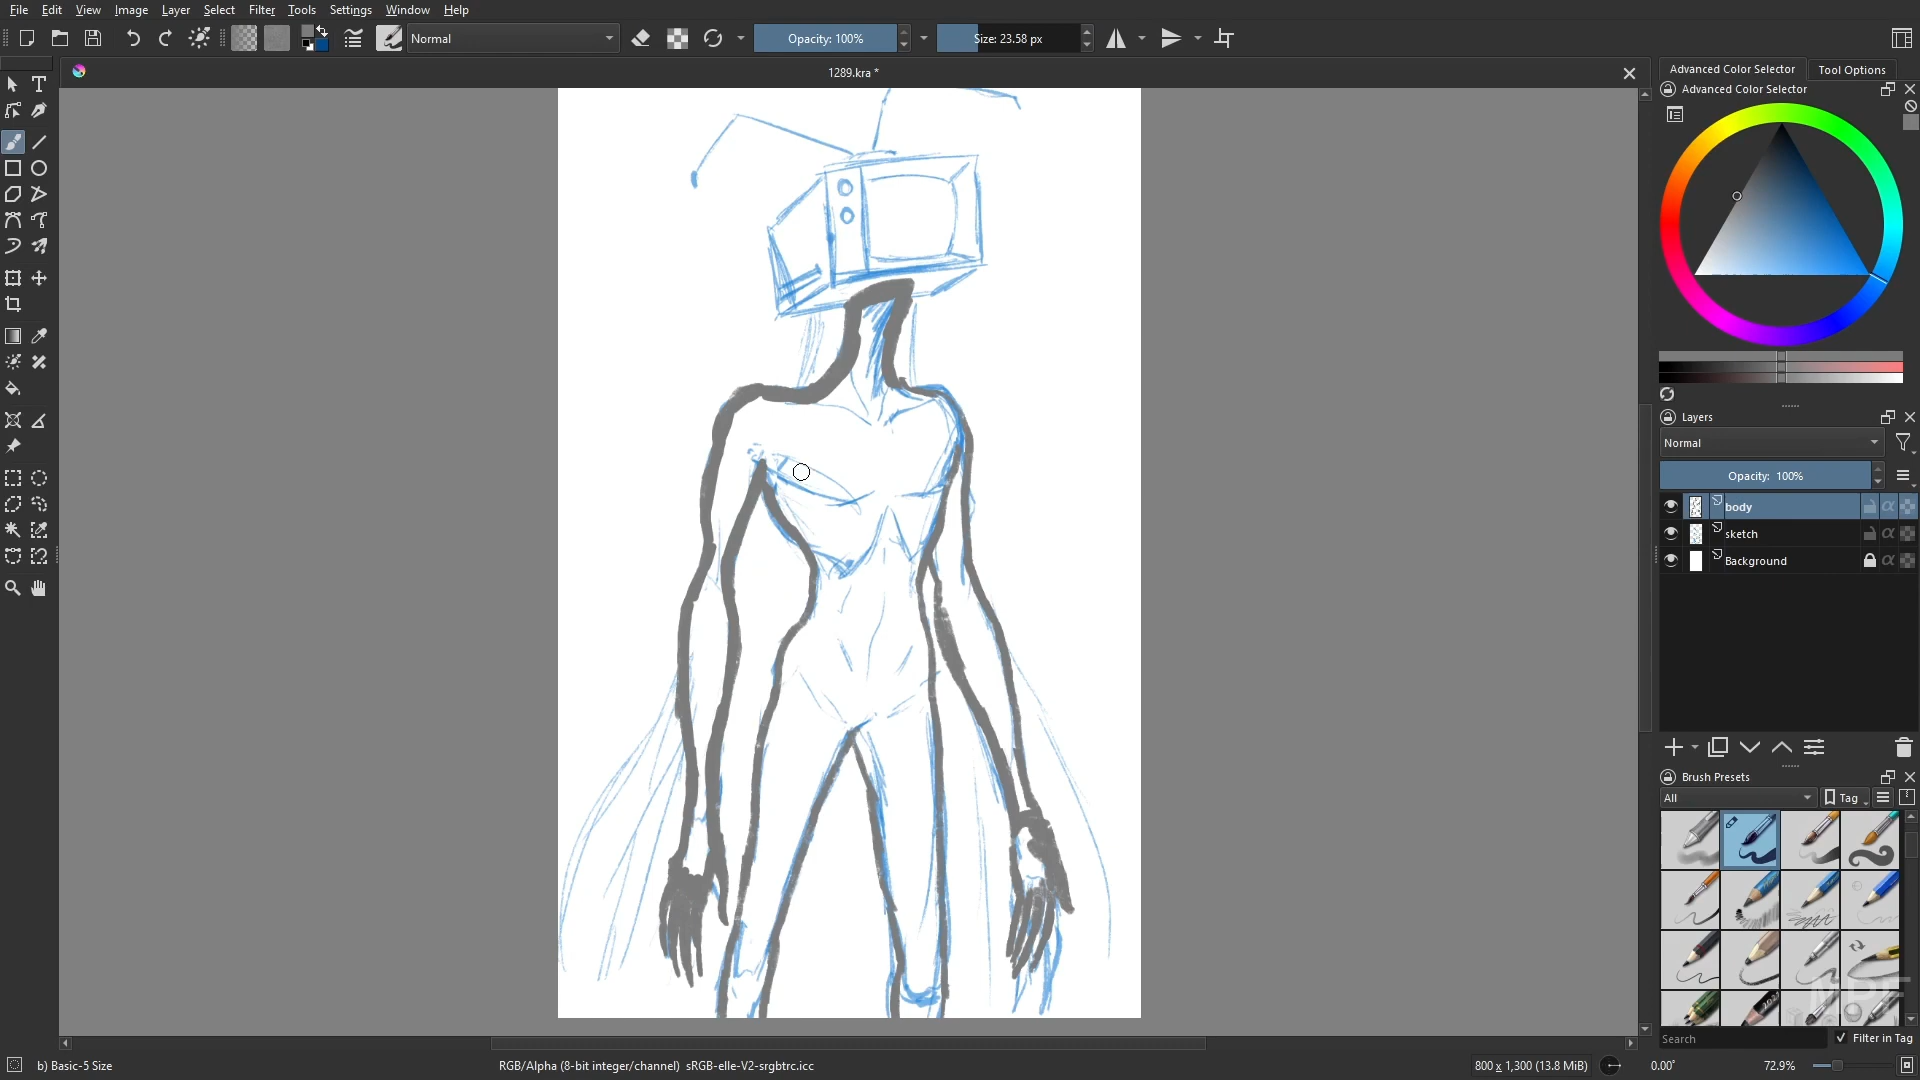 File Edit View Image Layer Select Filter Tools Settings Window Help
Normal
Opacity: 100%
Size: 23.58 px
1289.kra *
Advanced Color Selector
Tool Options
Advanced Color Selector
Layers
Normal
Opacity: 100%
body
sketch
Background
Brush Presets
All
Tag
Search
Filter in Tag
b) Basic-5 Size
RGB/Alpha (8-bit integer/channel) sRGB-elle-V2-srgbtrc.icc
800 x 1,300 (13.8 MiB)
0.00°
72.9%